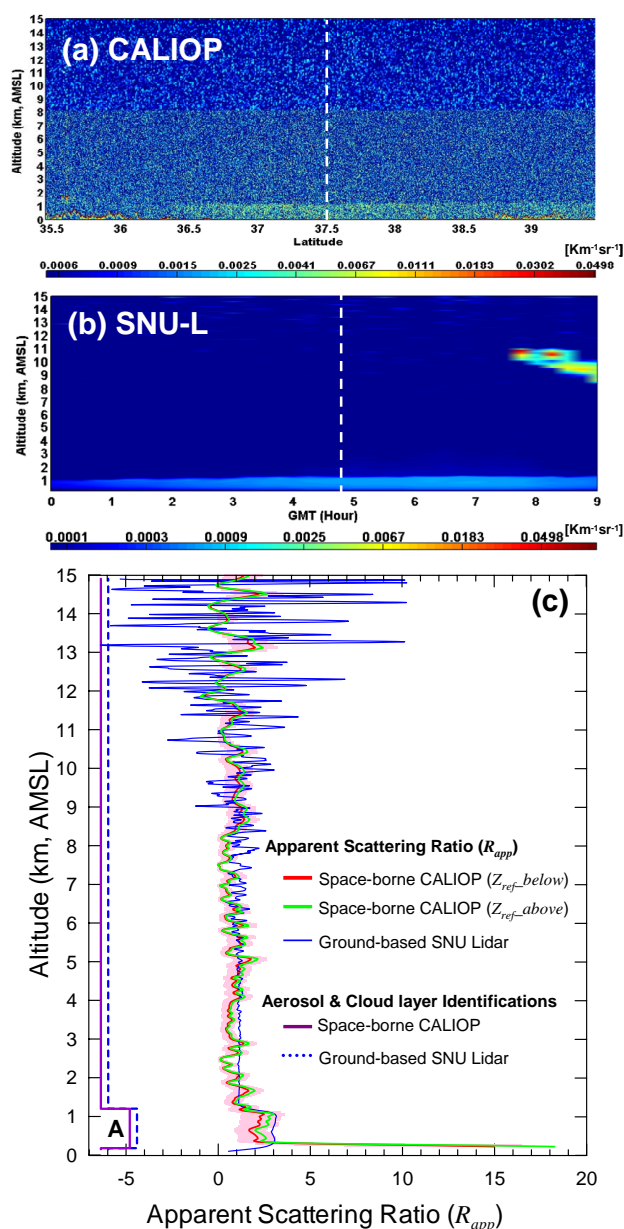 15
14
13
12
11
10
9
8
7
6
5
4
3
2
1
0
Altitude (km, AMSL)
(a) CALIOP
35.5 36 36.5 37 37.5 38 38.5 39
Latitude
[Km-1sr-1]
0.0006 0.0009 0.0015 0.0025 0.0041 0.0067 0.0111 0.0183 0.0302 0.0498
15
14
13
12
11
10
9
8
7
6
5
4
3
2
1
Altitude (km, AMSL)
(b) SNU-L
0 1 2 3 4 5 6 7 8 9
GMT (Hour)
[Km-1sr-1]
0.0001 0.0003 0.0009 0.0025 0.0067 0.0183 0.0498
15
14
13
12
11
10
9
8
7
6
5
4
3
2
1
0
Altitude (km, AMSL)
(c)
Apparent Scattering Ratio (Rapp)
Space-borne CALIOP (Zref_below)
Space-borne CALIOP (Zref_above)
Ground-based SNU Lidar
Aerosol & Cloud layer Identifications
Space-borne CALIOP
Ground-based SNU Lidar
A
-5 0 5 10 15 20
Apparent Scattering Ratio (Rapp)